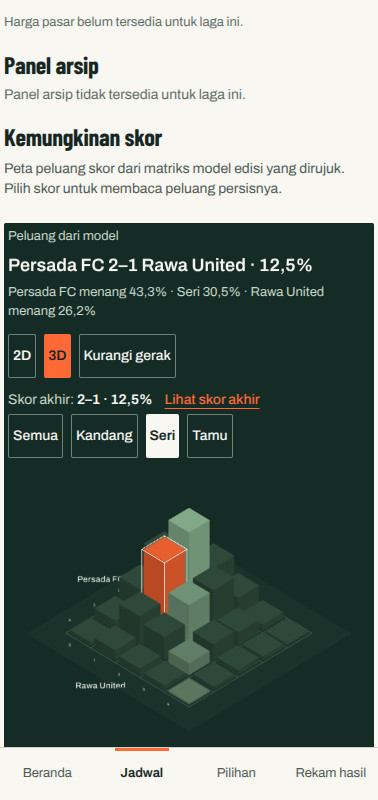 Harga pasar belum tersedia untuk laga ini.
Panel arsip
Panel arsip tidak tersedia untuk laga ini.
Kemungkinan skor
Peta peluang skor dari matriks model edisi yang dirujuk.
Pilih skor untuk membaca peluang persisnya.
Peluang dari model
Persada FC 2–1 Rawa United · 12,5%
Persada FC menang 43,3% · Seri 30,5% · Rawa United
menang 26,2%
2D 3D Kurangi gerak
Skor akhir: 2–1 · 12,5% Lihat skor akhir
Semua Kandang Seri Tamu
Persada
Rawa United
Beranda Jadwal Pilihan Rekam hasil